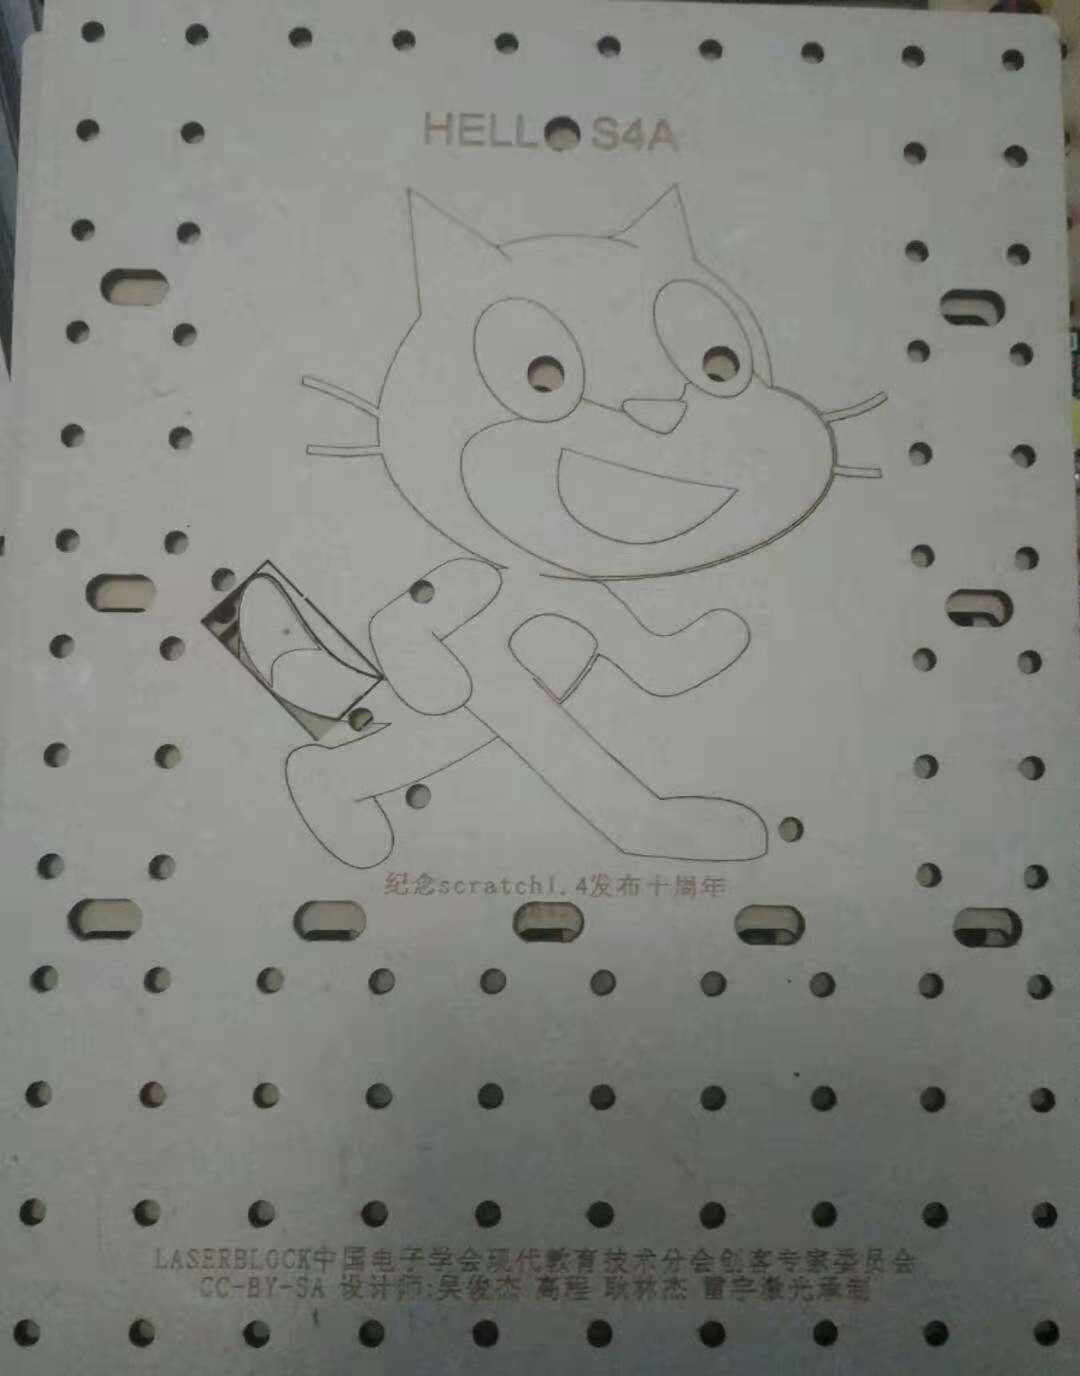 HELLO S4A
纪念scratch1.4发布十周年
LASERBLOCK中国电子学会现代教育技术分会创客专家委员会
CC-BY-SA 设计师:吴俊杰 高程 耿林杰 雷宇激光承制